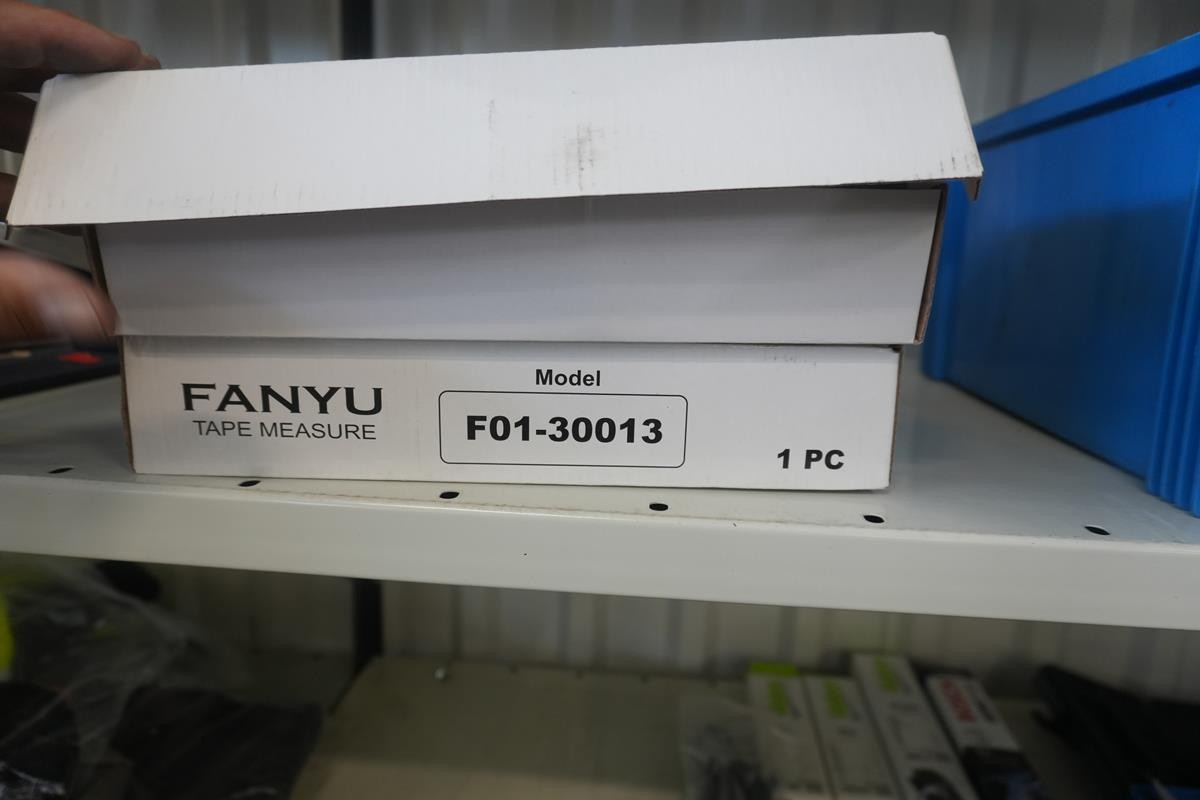 FANYU
TAPE MEASURE
Model
F01-30013
1 PC